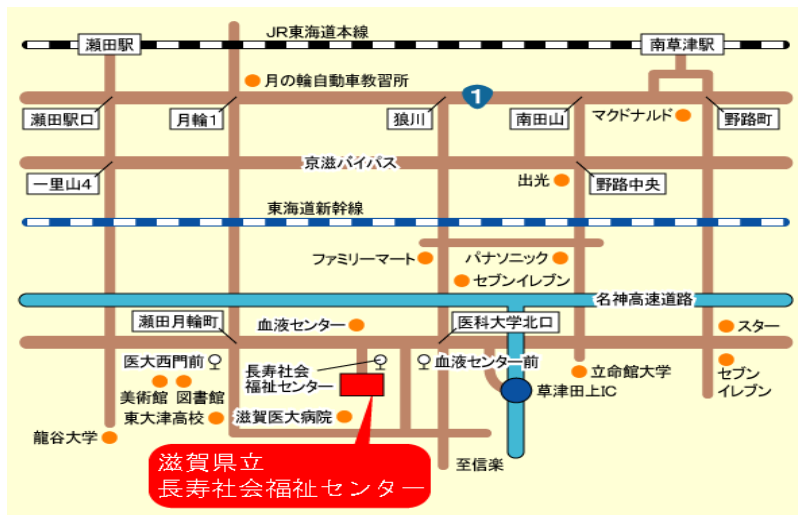 JR東海道本線
瀬田駅
南草津駅
月の輪自動車教習所
1
瀬田駅口
月輪1
狼川
南田山
マクドナルド
野路町
京滋バイパス
一里山4
出光
野路中央
東海道新幹線
ファミリーマート
パナソニック
セブンイレブン
名神高速道路
瀬田月輪町
血液センター
医科大学北口
スター
医大西門前
長寿社会
福祉センター
血液センター前
立命館大学
セブン
イレブン
美術館
図書館
草津田上IC
東大津高校
滋賀医大病院
龍谷大学
至信楽
滋賀県立
長寿社会福祉センター